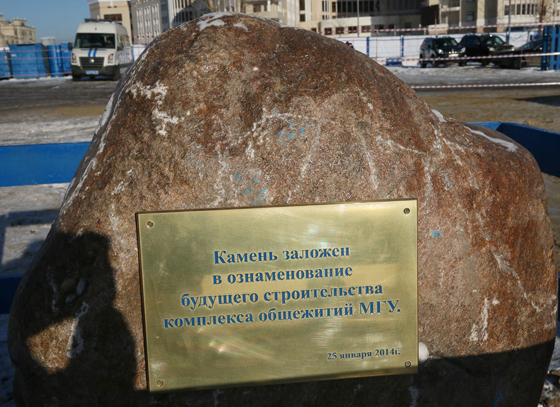 Камень заложен
в ознаменование
будущего строительства
комплекса общежитий МГУ.
25 января 2014г.